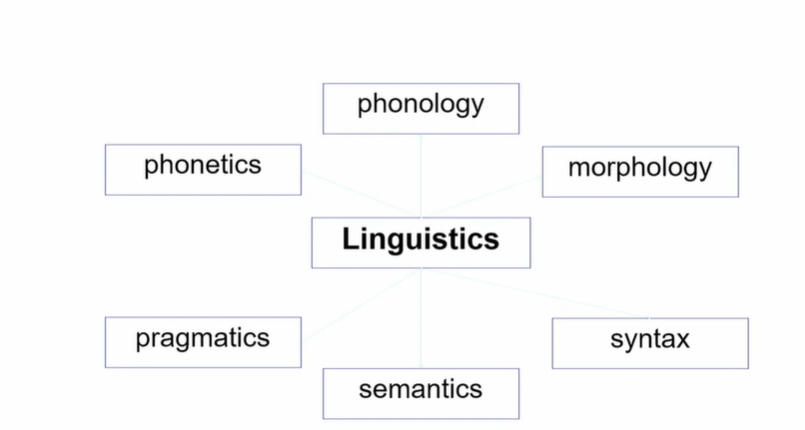 phonology
phonetics
morphology
Linguistics
pragmatics
syntax
semantics